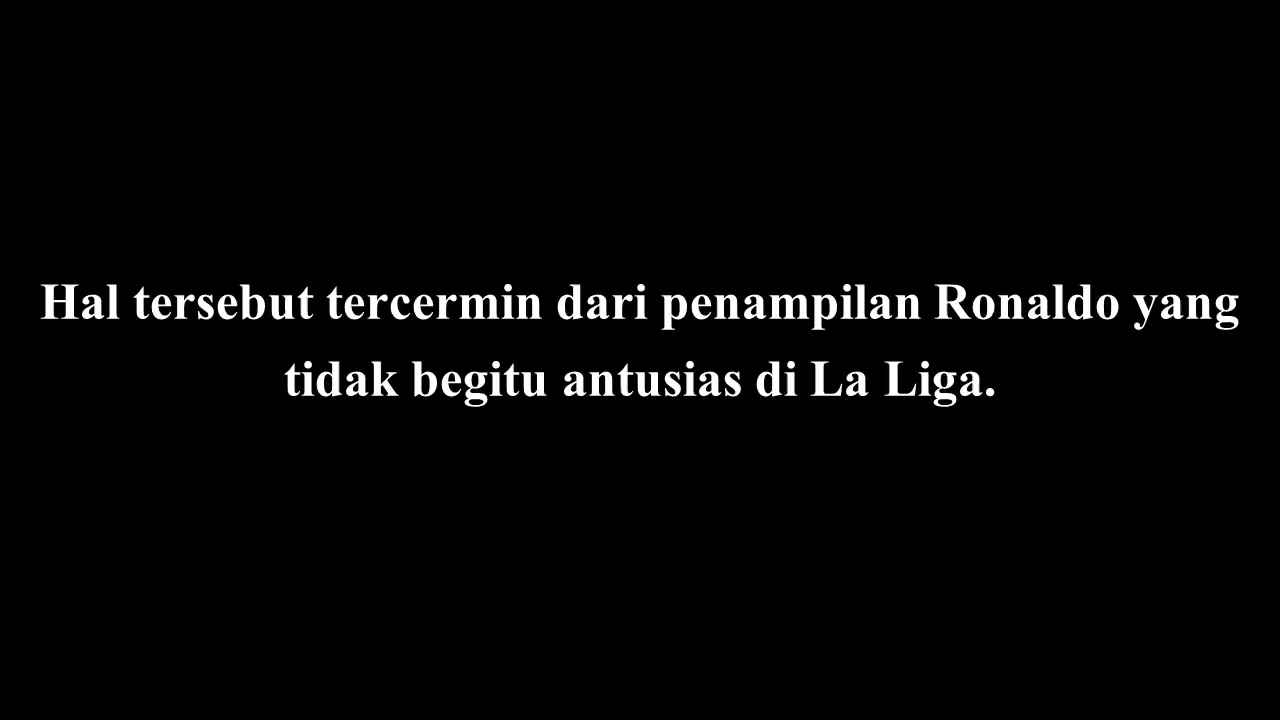 Hal tersebut tercermin dari penampilan Ronaldo yang
tidak begitu antusias di La Liga.